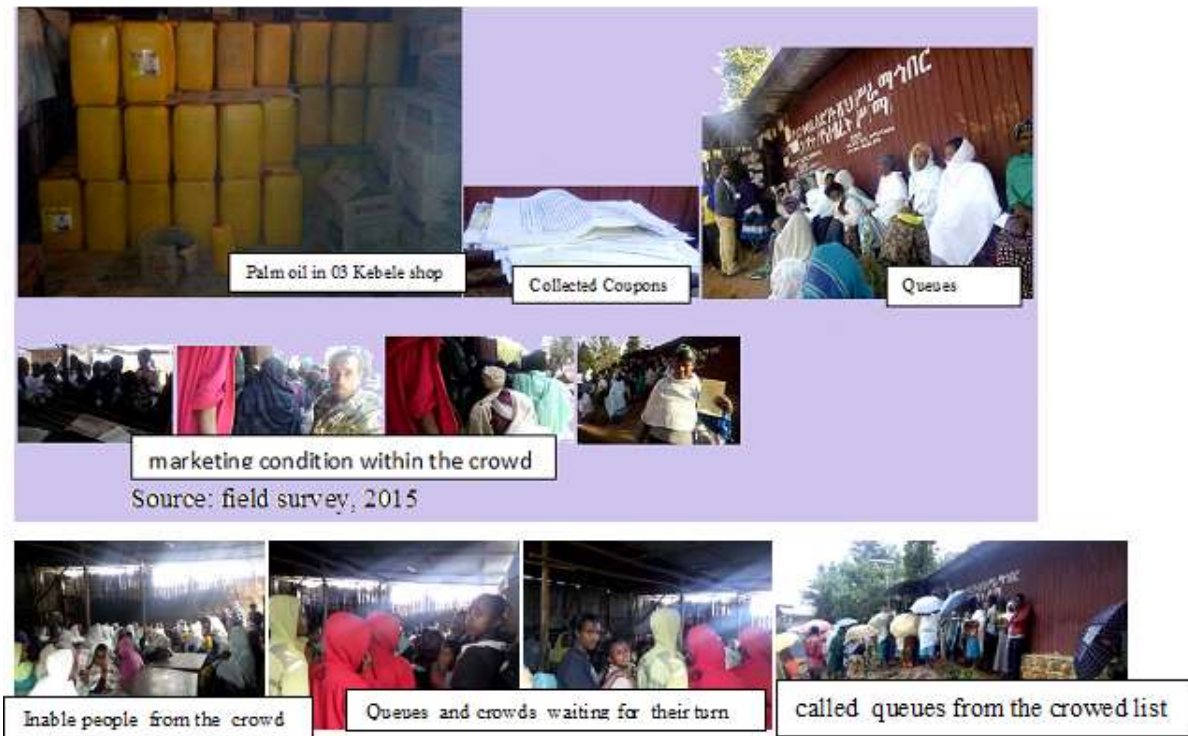 Palm oil in 03 Kebele shop
Collected Coupons
Queues
marketing condition within the crowd
Source: field survey, 2015
Inable people from the crowd
Queues and crowds waiting for their turn
called queues from the crowed list